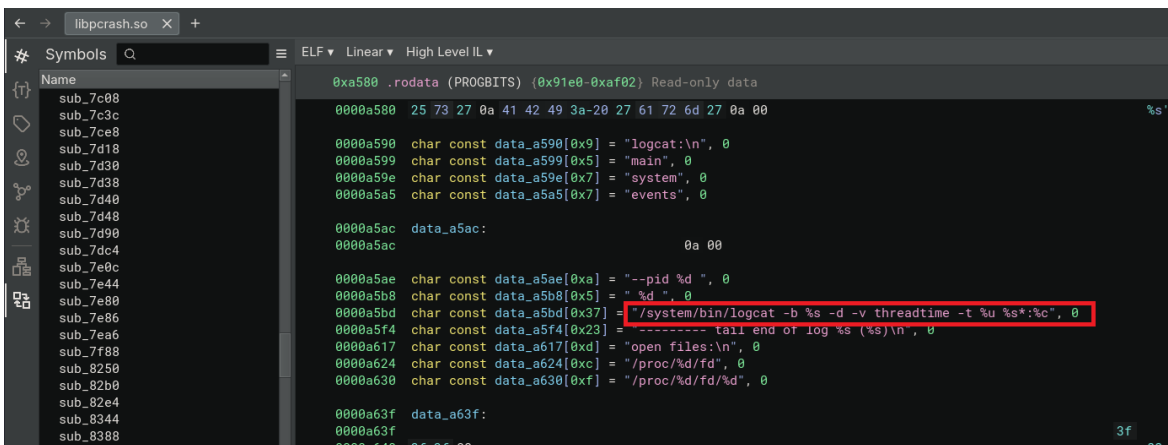 libpcrash.so
Symbols
ELF Linear High Level IL
Name
0xa580 .rodata (PROGBITS) {0x91e0-0xaf02} Read-only data
sub_7c08
sub_7c3c
sub_7ce8
sub_7d18
sub_7d30
sub_7d38
sub_7d40
sub_7d48
sub_7d90
sub_7dc4
sub_7e0c
sub_7e44
sub_7e80
sub_7e86
sub_7ea6
sub_7f88
sub_8250
sub_82b0
sub_82e4
sub_8344
sub_8388
0000a580 25 73 27 0a 41 42 49 3a-20 27 61 72 6d 27 0a 00 %s'
0000a590 char const data_a590[0x9] = "logcat:\n", 0
0000a599 char const data_a599[0x5] = "main", 0
0000a59e char const data_a59e[0x7] = "system", 0
0000a5a5 char const data_a5a5[0x7] = "events", 0
0000a5ac data_a5ac:
0000a5ac 0a 00
0000a5ae char const data_a5ae[0xa] = "--pid %d ", 0
0000a5b8 char const data_a5b8[0x5] = " %d ", 0
0000a5bd char const data_a5bd[0x37] = "/system/bin/logcat -b %s -d -v threadtime -t %u %s*:%c", 0
0000a5f4 char const data_a5f4[0x23] = "--------- tail end of log %s (%s)\n", 0
0000a617 char const data_a617[0xd] = "open files:\n", 0
0000a624 char const data_a624[0xc] = "/proc/%d/fd", 0
0000a630 char const data_a630[0xf] = "/proc/%d/fd/%d", 0
0000a63f data_a63f:
0000a63f 3f